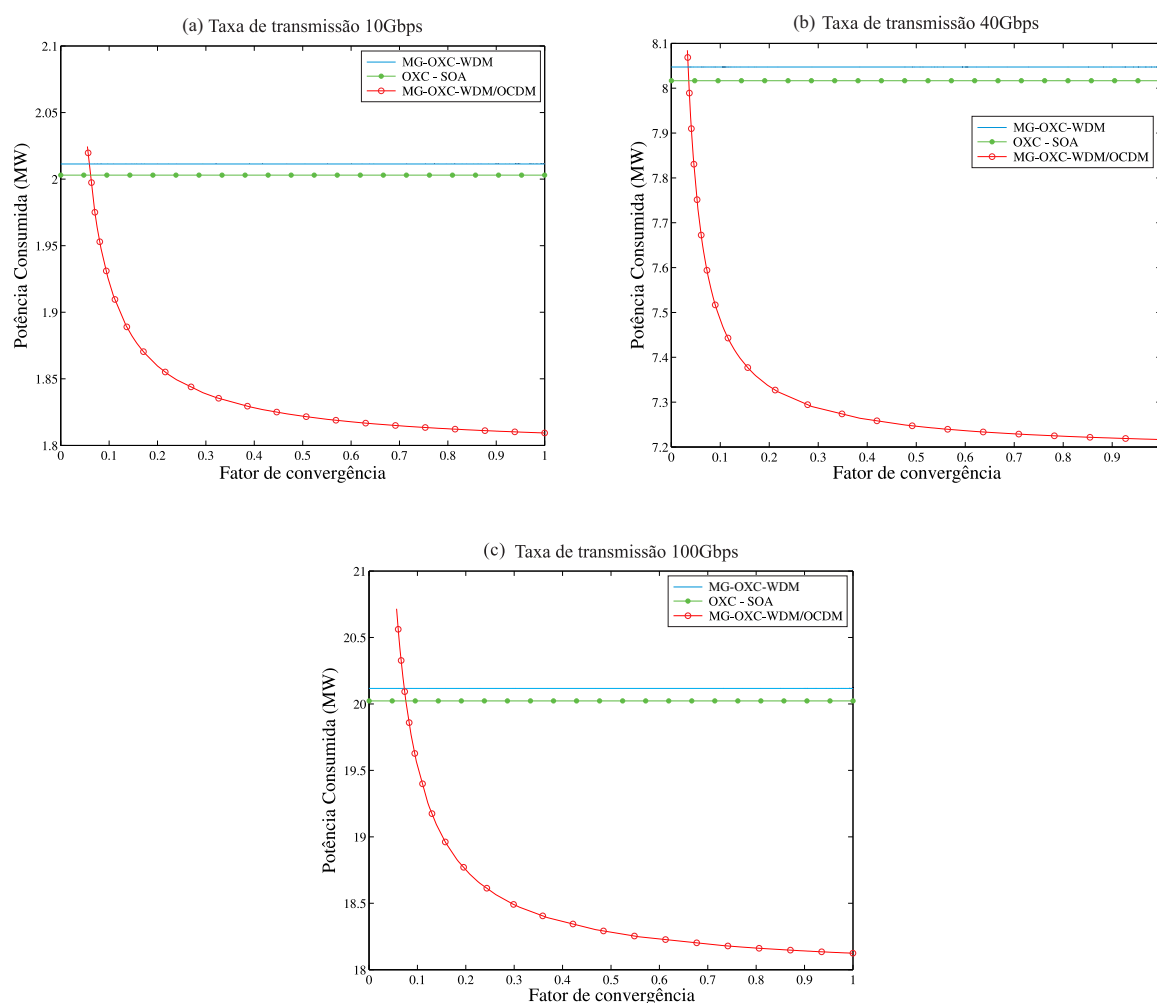 (a) Taxa de transmissão 10Gbps
2.1
2.05
2
1.95
1.9
1.85
1.8
Potência Consumida (MW)
MG-OXC-WDM
OXC - SOA
MG-OXC-WDM/OCDM
0 0.1 0.2 0.3 0.4 0.5 0.6 0.7 0.8 0.9 1
Fator de convergência
(b) Taxa de transmissão 40Gbps
8.1
8
7.9
7.8
7.7
7.6
7.5
7.4
7.3
7.2
Potência Consumida (MW)
MG-OXC-WDM
OXC - SOA
MG-OXC-WDM/OCDM
0 0.1 0.2 0.3 0.4 0.5 0.6 0.7 0.8 0.9
Fator de convergência
(c) Taxa de transmissão 100Gbps
21
20.5
20
19.5
19
18.5
18
Potência Consumida (MW)
MG-OXC-WDM
OXC - SOA
MG-OXC-WDM/OCDM
0 0.1 0.2 0.3 0.4 0.5 0.6 0.7 0.8 0.9 1
Fator de convergência